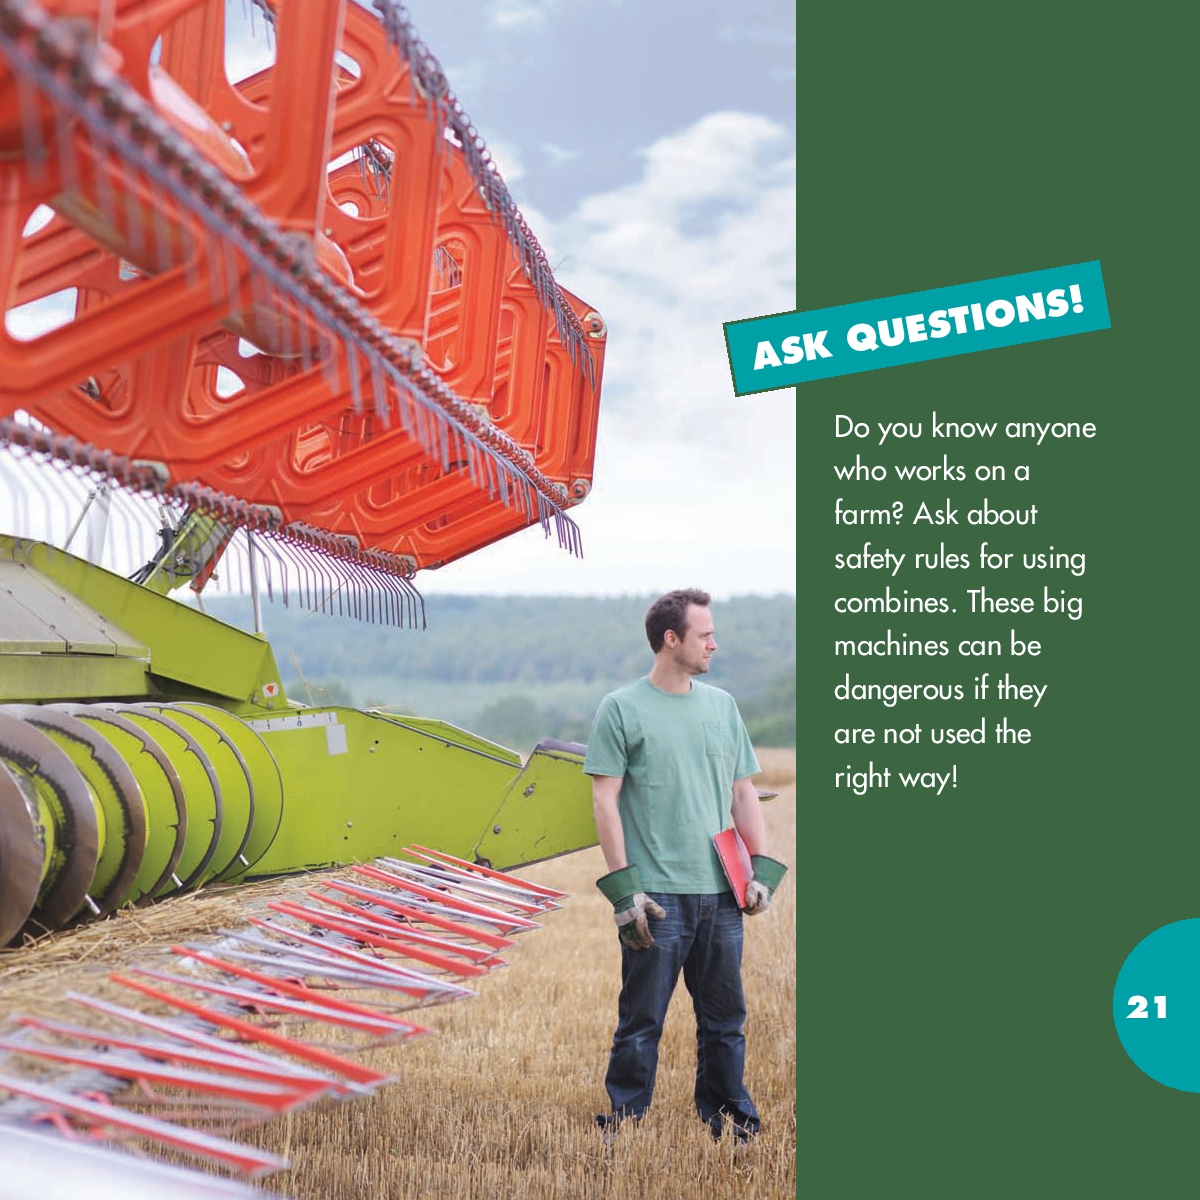 ASK QUESTIONS!
Do you know anyone
who works on a
farm? Ask about
safety rules for using
combines. These big
machines can be
dangerous if they
are not used the
right way!
21